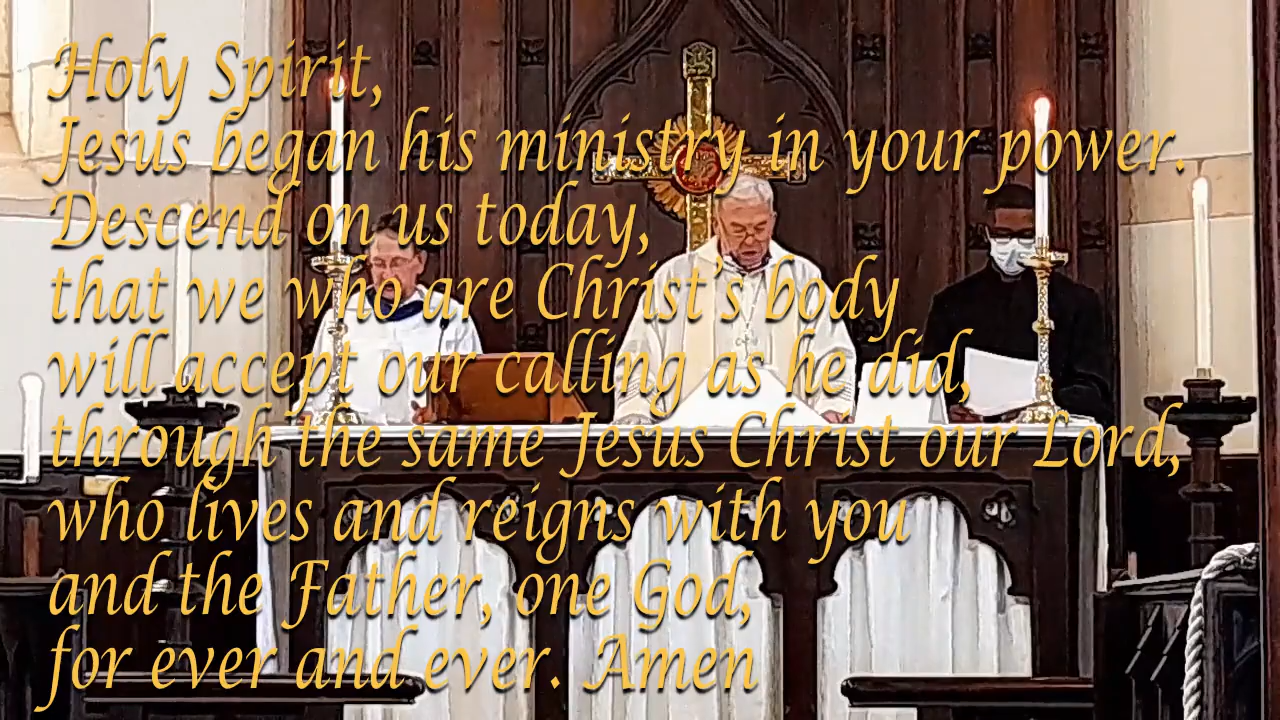 Holy Spirit,
Jesus began his ministry in your power.
Descend on us today,
that we who are Christ's body
will accept our calling as he did,
through the same Jesus Christ our Lord,
who lives and reigns with you
and the Father, one God,
for ever and ever. Amen